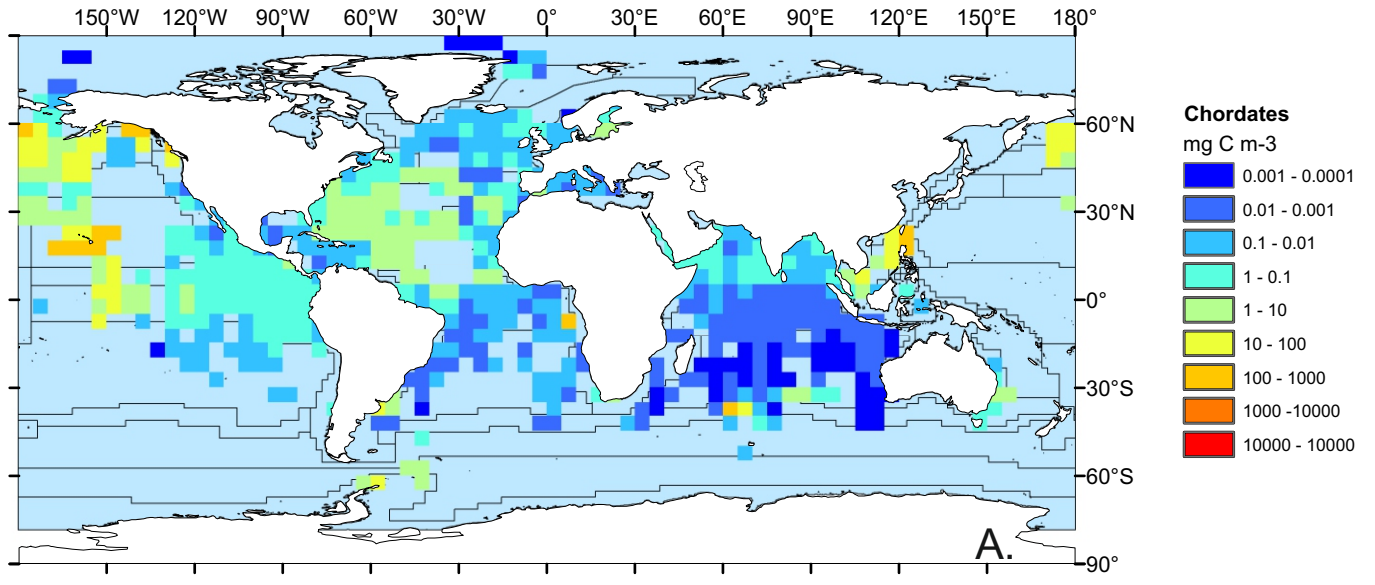 150°W 120°W 90°W 60°W 30°W 0° 30°E 60°E 90°E 120°E 150°E 180°
60°N
30°N
0°
30°S
60°S
90°
A.
Chordates
mg C m-3
0.001 - 0.0001
0.01 - 0.001
0.1 - 0.01
1 - 0.1
1 - 10
10 - 100
100 - 1000
1000 -10000
10000 - 10000